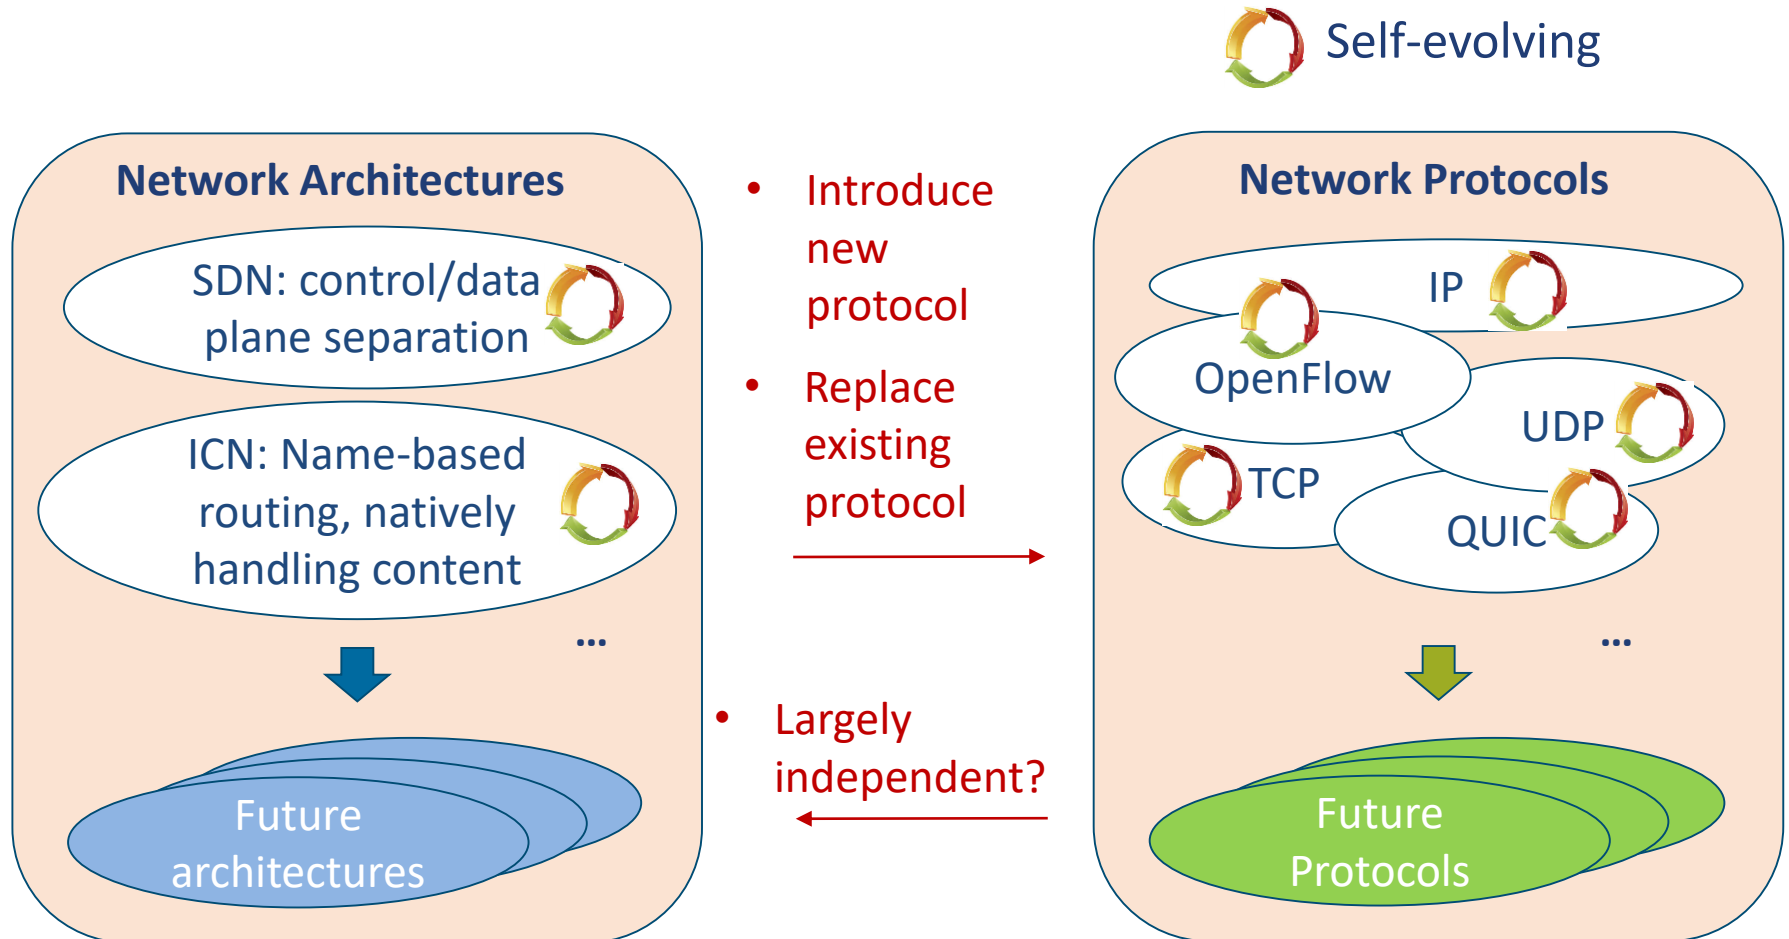 Self-evolving
Network Architectures
SDN: control/data
plane separation
ICN: Name-based
routing, natively
handling content
...
Future
architectures
• Introduce
new
protocol
• Replace
existing
protocol
• Largely
independent?
Network Protocols
IP
OpenFlow
UDP
TCP
QUIC
...
Future
Protocols